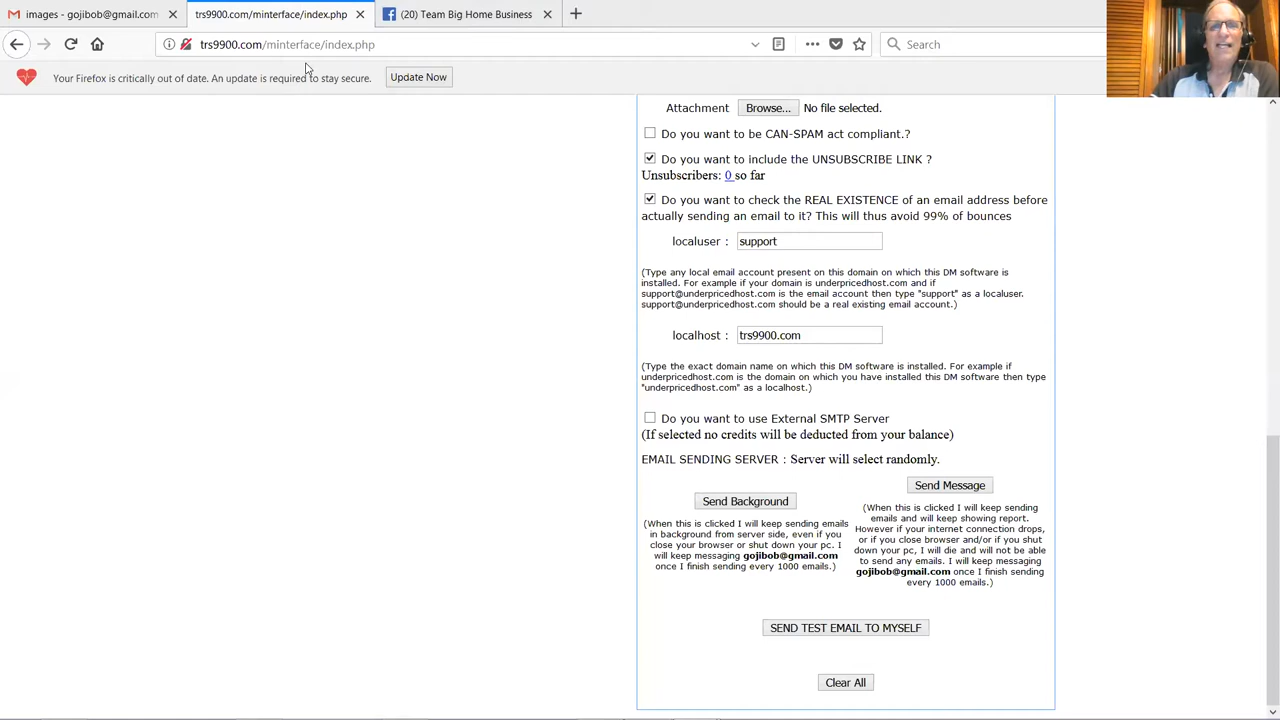 images - gojibob@gmail.com
trs9900.com/minterface/index.php
(20) Team Big Home Business
trs9900.com/minterface/index.php
Search
Your Firefox is critically out of date. An update is required to stay secure.
Update Now
Attachment
Browse...
No file selected.
Do you want to be CAN-SPAM act compliant.?
Do you want to include the UNSUBSCRIBE LINK ?
Unsubscribers: 0 so far
Do you want to check the REAL EXISTENCE of an email address before
actually sending an email to it? This will thus avoid 99% of bounces
localuser :
support
(Type any local email account present on this domain on which this DM software is
installed. For example if your domain is underpricedhost.com and if
support@underpricedhost.com is the email account then type "support" as a localuser.
support@underpricedhost.com should be a real existing email account.)
localhost :
trs9900.com
(Type the exact domain name on which this DM software is installed. For example if
underpricedhost.com is the domain on which you have installed this DM software then type
"underpricedhost.com" as a localhost.)
Do you want to use External SMTP Server
(If selected no credits will be deducted from your balance)
EMAIL SENDING SERVER : Server will select randomly.
Send Background
(When this is clicked I will keep sending emails
in background from server side, even if you
close your browser or shut down your pc. I
will keep messaging gojibob@gmail.com
once I finish sending every 1000 emails.)
Send Message
(When this is clicked I will keep sending
emails and will keep showing report.
However if your internet connection drops,
or if you close browser and/or if you shut
down your pc, I will die and will not be able
to send any emails. I will keep messaging
gojibob@gmail.com once I finish sending
every 1000 emails.)
SEND TEST EMAIL TO MYSELF
Clear All